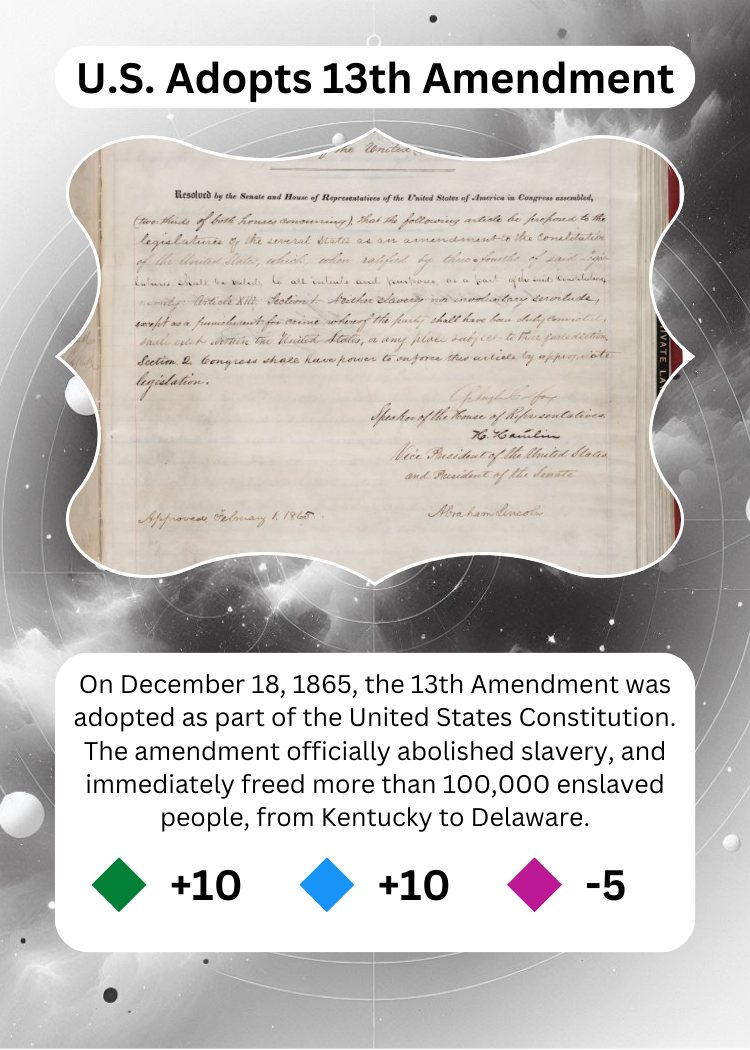 U.S. Adopts 13th Amendment
of the United
Resolved by the Senate and House of Representatives of the United States of America in Congress assembled,
(two thirds of both houses concurring), That the following article be proposed to the
legislatures of the several States as an amendment to the Constitution
of the United States, which, when ratified by three-fourths of said
shall be valid, to all intents and purposes, as a part of the said Constitution,
namely: Article XIII. Section 1. Neither slavery nor involuntary servitude,
except as a punishment for crime whereof the party shall have been duly convicted,
shall exist within the United States, or any place subject to their jurisdiction.
Section 2. Congress shall have power to enforce this article by appropriate
legislation.
Schuyler Colfax
Speaker of the House of Representatives
H. Hamlin
Vice President of the United States
and President of the Senate
Approved February 1. 1865.
Abraham Lincoln
On December 18, 1865, the 13th Amendment was
adopted as part of the United States Constitution.
The amendment officially abolished slavery, and
immediately freed more than 100,000 enslaved
people, from Kentucky to Delaware.
+10 +10 -5